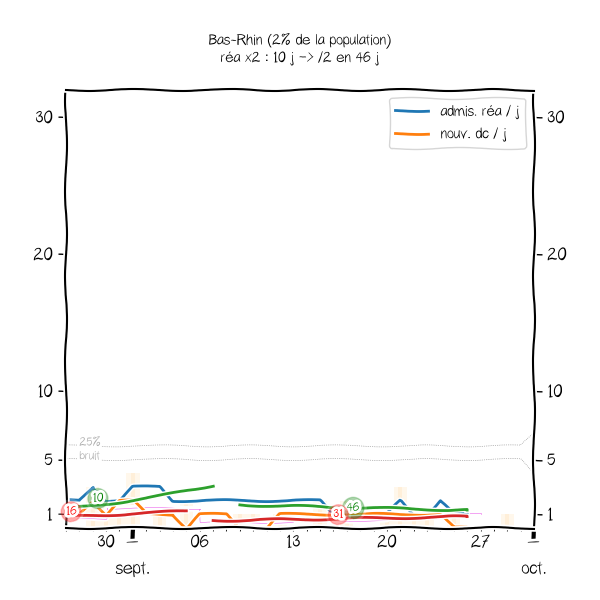 Bas-Rhin (2% de la population)
réa x2 : 10 j -> /2 en 46 j
admis. réa / j
nouv. dc / j
30 30
20 20
10 10
25%
bruit
5 5
10
16
31
46
1 1
30 06 13 20 27
sept. oct.